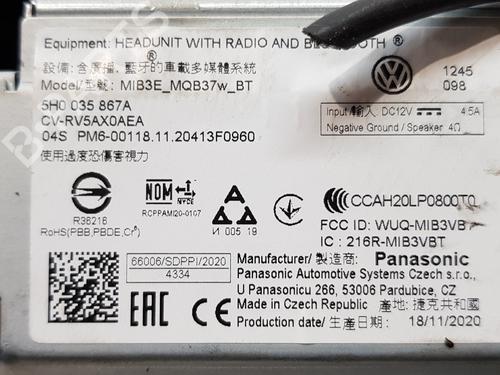 Equipment: HEADUNIT WITH RADIO AND BLUETOOTH®
設備: 含廣播、藍牙的車載多媒體系統
Model/型號: MIB3E_MQB37w_BT
5H0 035 867A
CV-RV5AX0AEA
04S PM6-00118.11.20413F0960
使用過度恐傷害視力
1245
098
Input/輸入: DC12V 4.5A
Negative Ground / Speaker 4Ω
R36216
RoHS(PBB,PBDE,Cr
NOM
NYCE
RCPPAMI20-0107
И 005 19
CCAH20LP0800T0
FCC ID: WUQ-MIB3VB
IC : 216R-MIB3VBT
66006/SDPPI/2020
4334
Manufacturer/製造商: Panasonic
Panasonic Automotive Systems Czech s.r.o.,
U Panasonicu 266, 53006 Pardubice, CZ
Made in Czech Republic 產地: 捷克共和國
Production date/生產日期: 18/11/2020
EAC